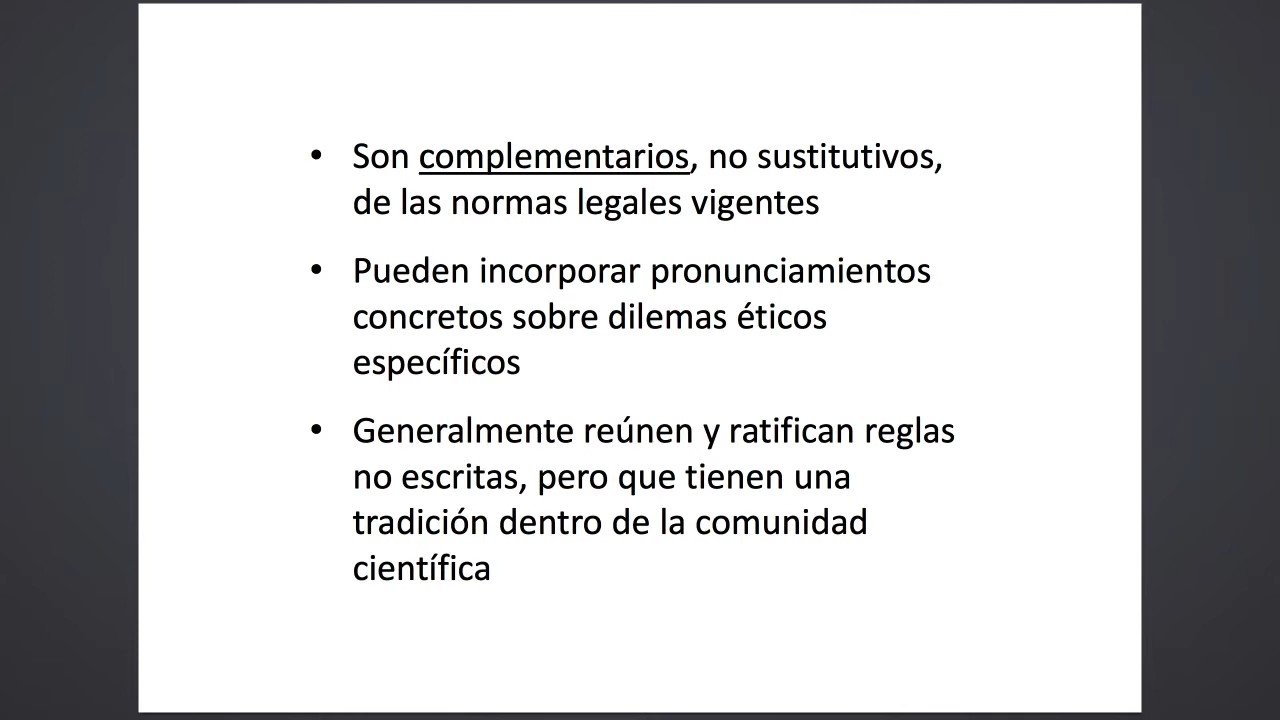 • Son complementarios, no sustitutivos,
de las normas legales vigentes
• Pueden incorporar pronunciamientos
concretos sobre dilemas éticos
específicos
• Generalmente reúnen y ratifican reglas
no escritas, pero que tienen una
tradición dentro de la comunidad
científica